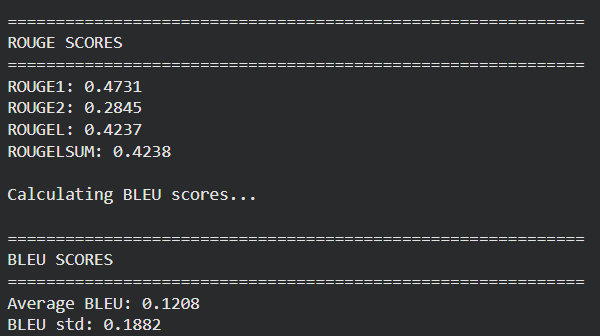 ============================================================
ROUGE SCORES
============================================================
ROUGE1: 0.4731
ROUGE2: 0.2845
ROUGEL: 0.4237
ROUGELSUM: 0.4238
Calculating BLEU scores...
============================================================
BLEU SCORES
============================================================
Average BLEU: 0.1208
BLEU std: 0.1882